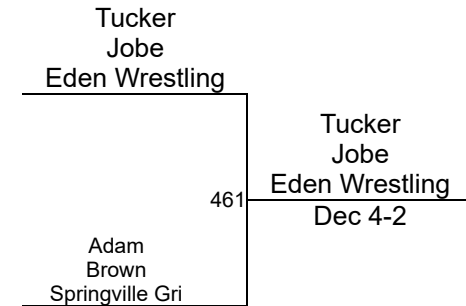 Tucker
Jobe
Eden Wrestling
461
Tucker
Jobe
Eden Wrestling
Dec 4-2
Adam
Brown
Springville Gri